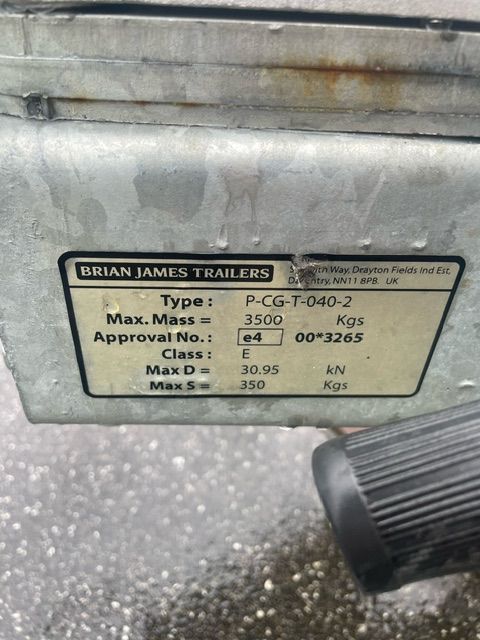 BRIAN JAMES TRAILERS
Way, Drayton Fields Ind Est,
NN11 8PB. UK
Type : P-CG-T-040-2
Max. Mass = 3500 Kgs
Approval No. : e4 00*3265
Class : E
Max D = 30.95 kN
Max S = 350 Kgs